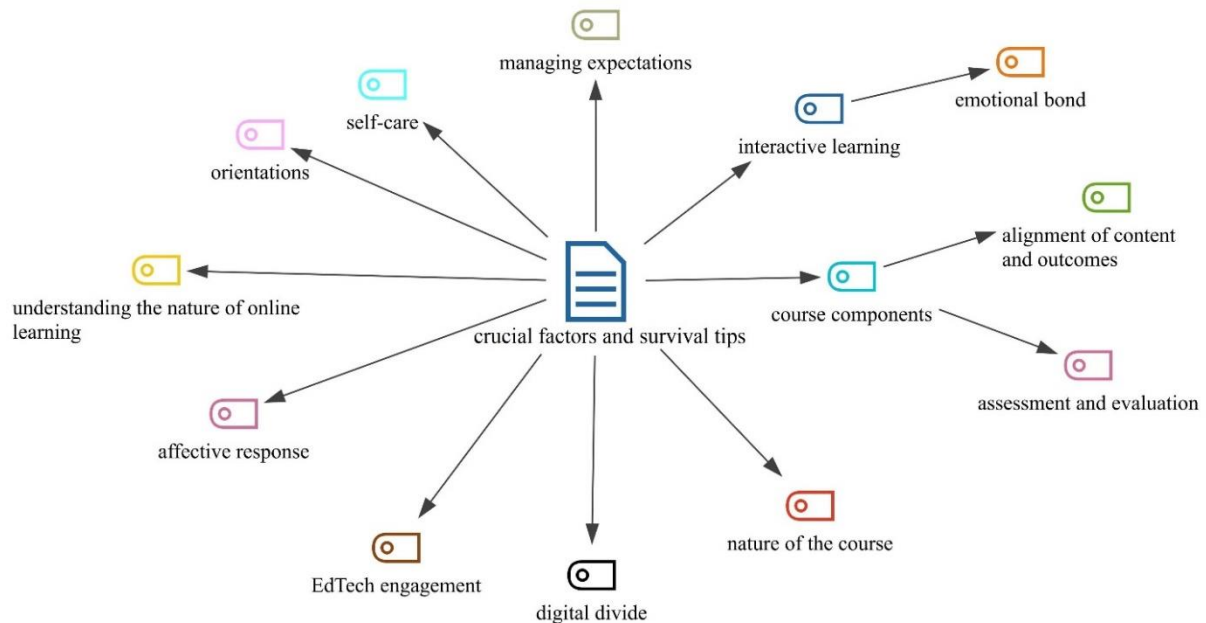 managing expectations
emotional bond
self-care
interactive learning
orientations
alignment of content
and outcomes
understanding the nature of online
learning
course components
crucial factors and survival tips
assessment and evaluation
affective response
nature of the course
EdTech engagement
digital divide